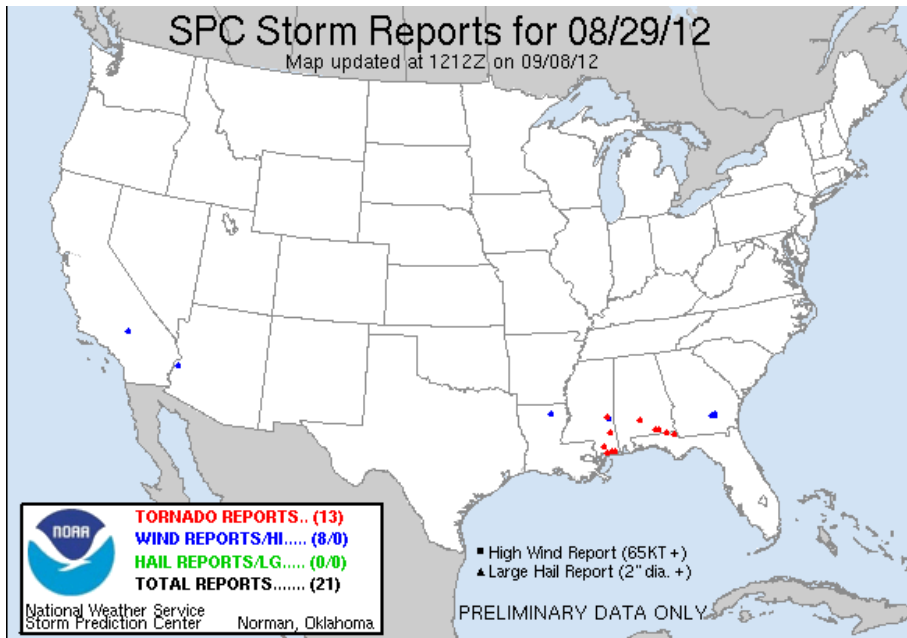 SPC Storm Reports for 08/29/12
Map updated at 1212Z on 09/08/12
NOAA
TORNADO REPORTS.. (13)
WIND REPORTS/HI..... (8/0)
HAIL REPORTS/LG..... (0/0)
TOTAL REPORTS....... (21)
National Weather Service
Storm Prediction Center Norman, Oklahoma
High Wind Report (65KT +)
Large Hail Report (2" dia. +)
PRELIMINARY DATA ONLY